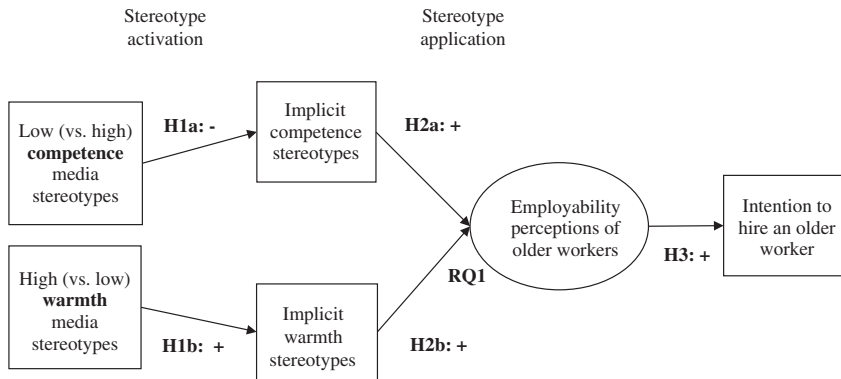 Stereotype
activation
Stereotype
application
Low (vs. high)
competence
media
stereotypes
H1a: -
Implicit
competence
stereotypes
H2a: +
Employability
perceptions of
older workers
H3: +
Intention to
hire an older
worker
High (vs. low)
warmth
media
stereotypes
H1b: +
Implicit
warmth
stereotypes
RQ1
H2b: +